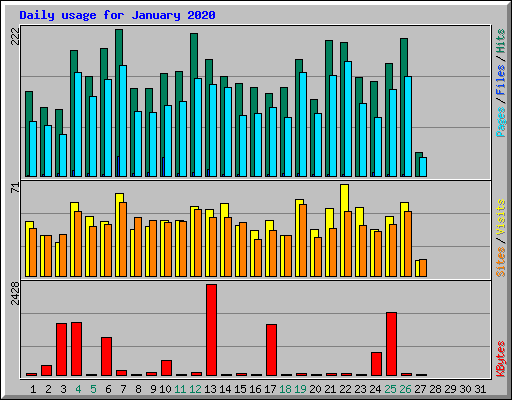 Daily usage for January 2020
222
Pages / Files / Hits
71
Sites / Visits
2428
KBytes
1 2 3 4 5 6 7 8 9 10 11 12 13 14 15 16 17 18 19 20 21 22 23 24 25 26 27 28 29 30 31